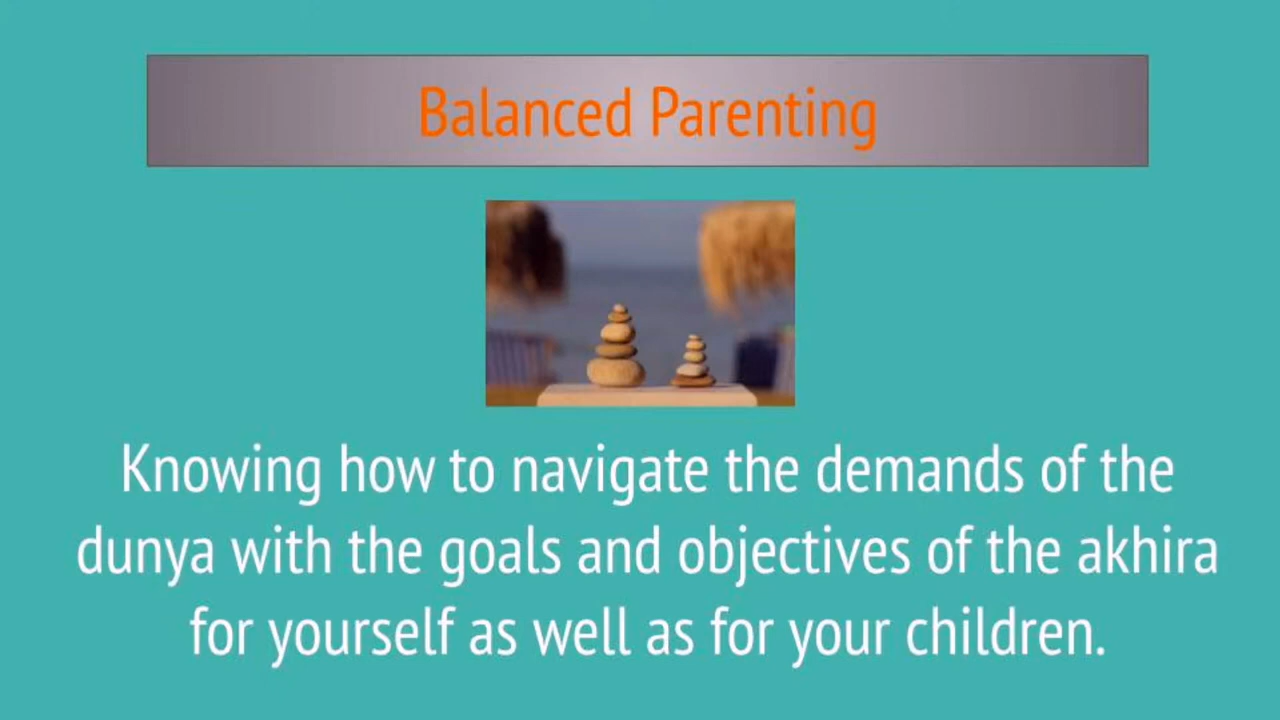 Balanced Parenting
Knowing how to navigate the demands of the
dunya with the goals and objectives of the akhira
for yourself as well as for your children.